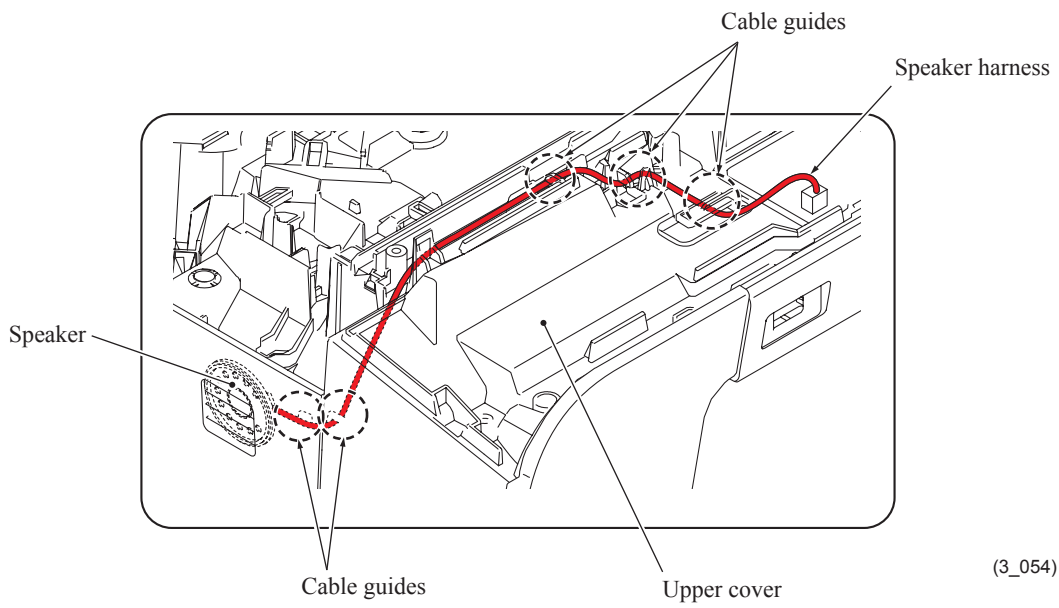 Cable guides
Speaker harness
Speaker
Cable guides
Upper cover
(3_054)